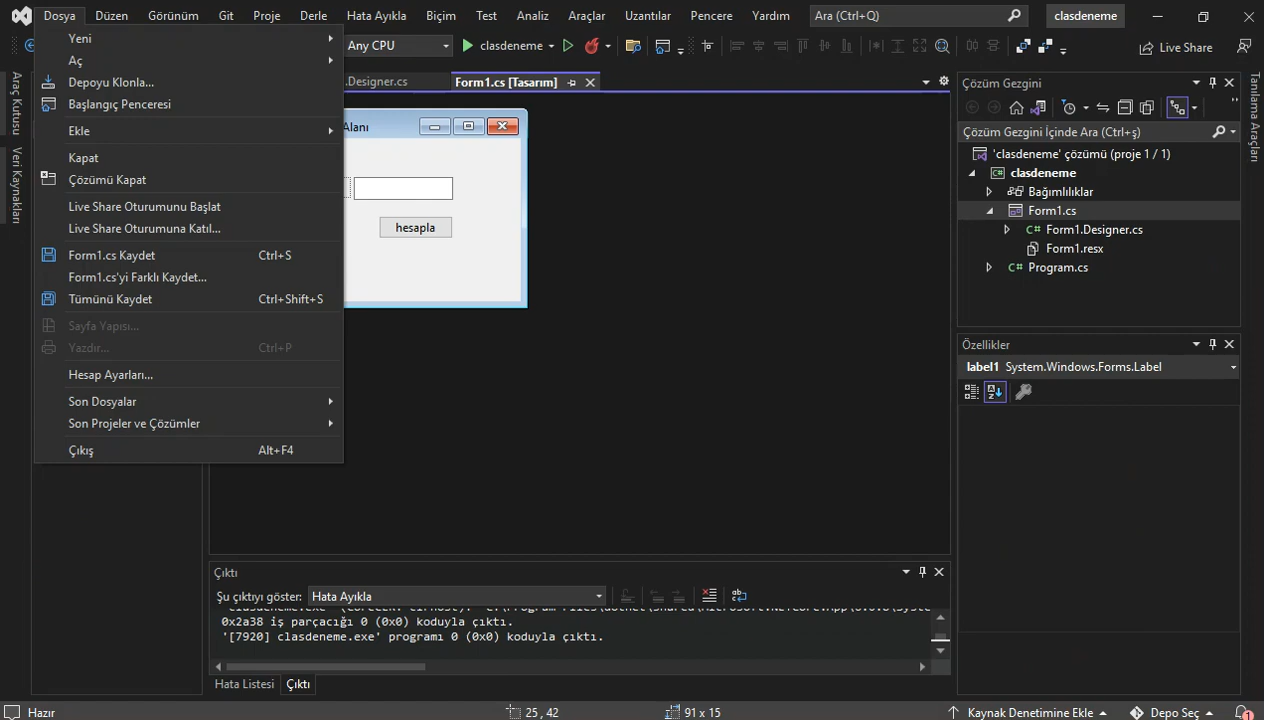 Dosya Düzen Görünüm Git Proje Derle Hata Ayıkla Biçim Test Analiz Araçlar Uzantılar Pencere Yardım Ara (Ctrl+Q) clasdeneme
Any CPU clasdeneme Live Share
Yeni
Aç
Depoyu Klonla...
Başlangıç Penceresi
Ekle
Kapat
Çözümü Kapat
Live Share Oturumunu Başlat
Live Share Oturumuna Katıl...
Form1.cs Kaydet Ctrl+S
Form1.cs'yi Farklı Kaydet...
Tümünü Kaydet Ctrl+Shift+S
Sayfa Yapısı...
Yazdır... Ctrl+P
Hesap Ayarları...
Son Dosyalar
Son Projeler ve Çözümler
Çıkış Alt+F4
Araç Kutusu
Veri Kaynakları
.Designer.cs Form1.cs [Tasarım]
Alanı
hesapla
Çözüm Gezgini
Çözüm Gezgini İçinde Ara (Ctrl+ş)
'clasdeneme' çözümü (proje 1 / 1)
clasdeneme
Bağımlılıklar
Form1.cs
Form1.Designer.cs
Form1.resx
Program.cs
Tanılama Araçları
Özellikler
label1 System.Windows.Forms.Label
Çıktı
Şu çıktıyı göster: Hata Ayıkla
0x2a38 iş parçacığı 0 (0x0) koduyla çıktı.
'[7920] clasdeneme.exe' programı 0 (0x0) koduyla çıktı.
Hata Listesi Çıktı
Hazır 25, 42 91 x 15 Kaynak Denetimine Ekle Depo Seç 1